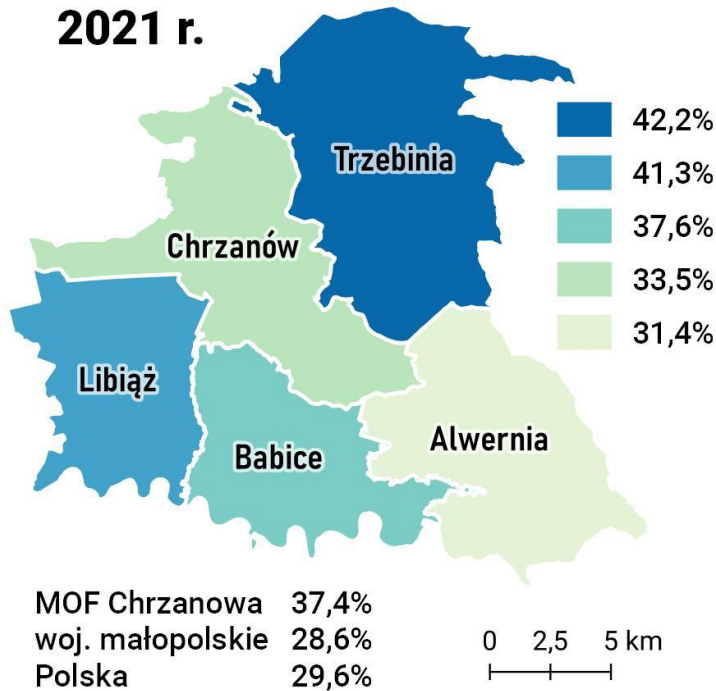 2021 r.
42,2%
Trzebinia
41,3%
37,6%
Chrzanów
33,5%
31,4%
Libiąż
Alwernia
Babice
MOF Chrzanowa 37,4%
woj. małopolskie 28,6%
Polska 29,6%
0 2,5 5 km